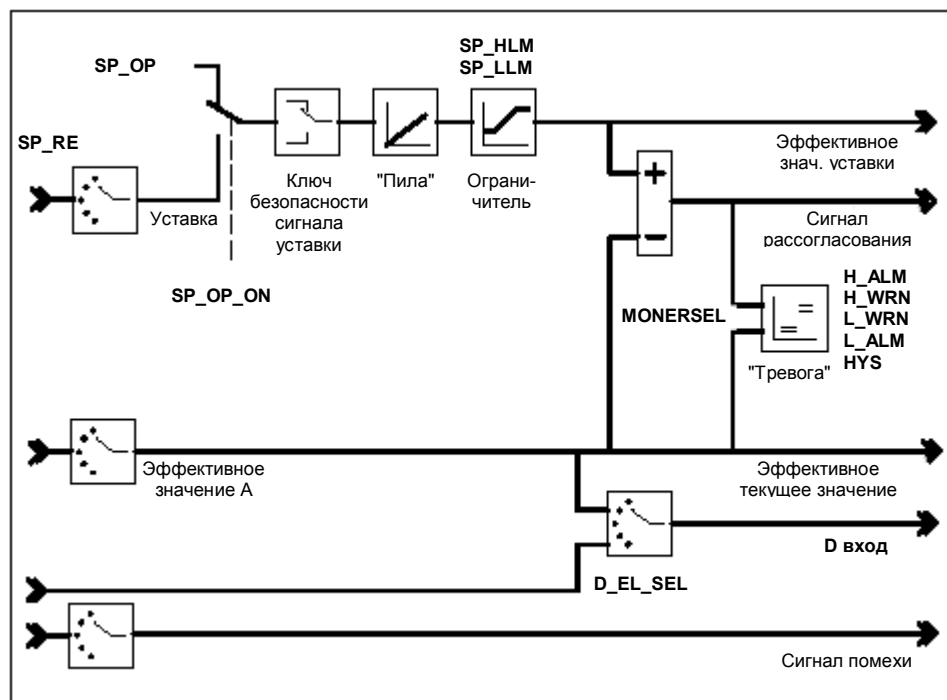 SP_HLM
SP_LLM
SP_OP
SP_RE
Уставка
Ключ
безопасности
сигнала
уставки
"Пила"
Ограни-
читель
Эффективное
знач. уставки
Сигнал
рассогласования
SP_OP_ON
MONERSEL
H_ALM
H_WRN
L_WRN
L_ALM
HYS
"Тревога"
Эффективное
значение А
Эффективное
текущее значение
D вход
D_EL_SEL
Сигнал помехи